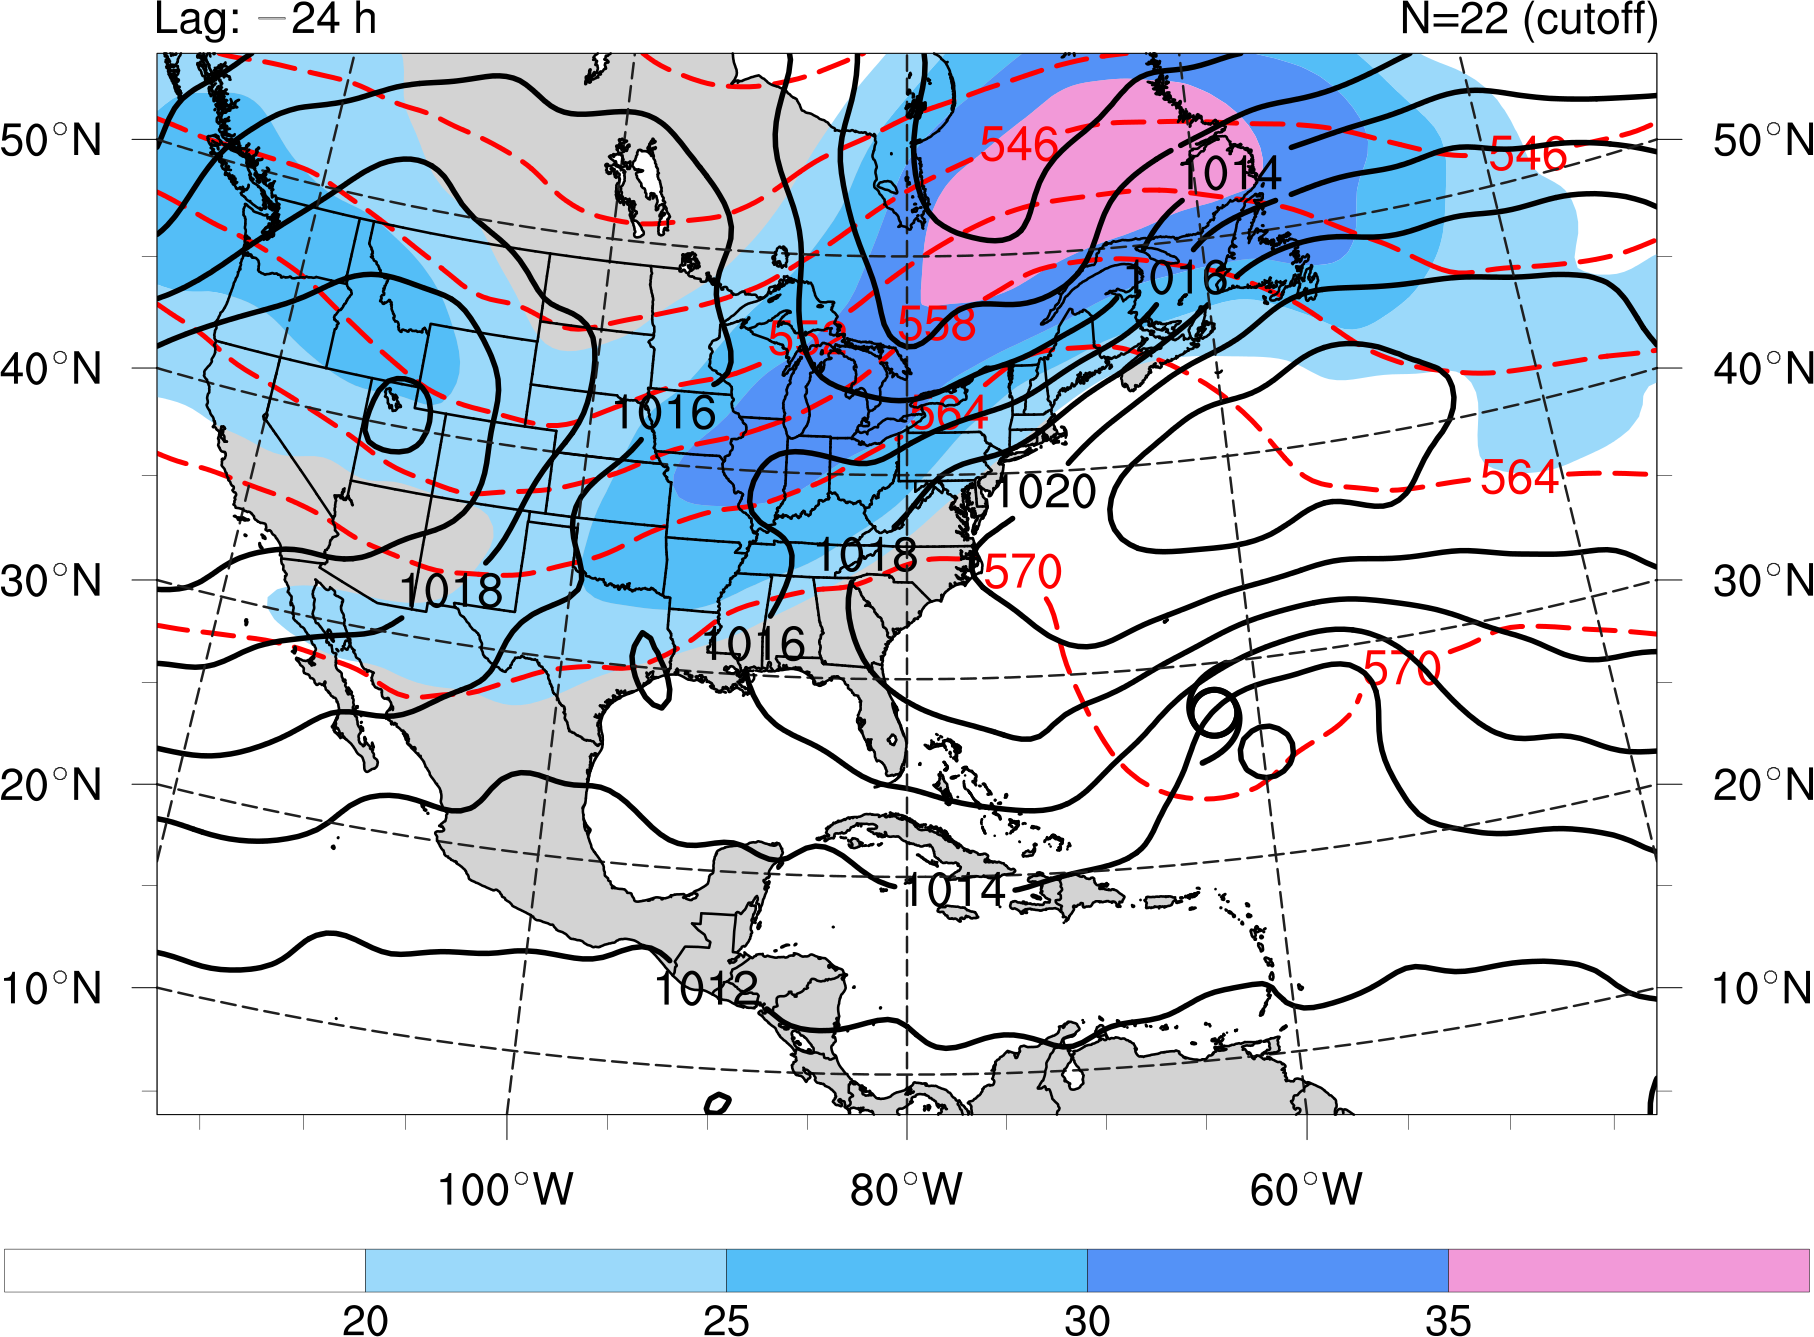 Lag: −24 h N=22 (cutoff)
546
546
50°N 50°N
1014
1016
552 558
40°N 40°N
1016 564
564
1020
1018
570
30°N 1018 30°N
1016
570
20°N 20°N
1014
10°N 1012 10°N
100°W 80°W 60°W
20 25 30 35